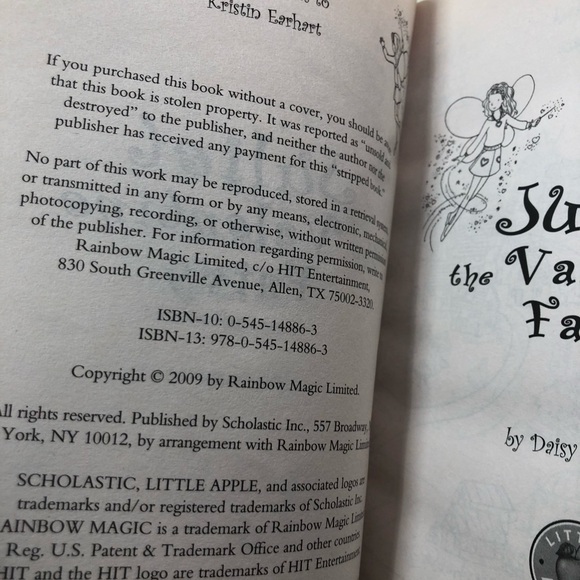 to
Kristin Earhart
If you purchased this book without a cover, you should be
that this book is stolen property. It was reported as "unsold and
destroyed" to the publisher, and neither the author nor the
publisher has received any payment for this "stripped book."
No part of this work may be reproduced, stored in a retrieval system,
or transmitted in any form or by any means, electronic, mechanical,
photocopying, recording, or otherwise, without written permission
of the publisher. For information regarding permission, write to
Rainbow Magic Limited, c/o HIT Entertainment,
830 South Greenville Avenue, Allen, TX 75002-3320.
ISBN-10: 0-545-14886-3
ISBN-13: 978-0-545-14886-3
Copyright © 2009 by Rainbow Magic Limited.
All rights reserved. Published by Scholastic Inc., 557 Broadway,
York, NY 10012, by arrangement with Rainbow Magic Limited
SCHOLASTIC, LITTLE APPLE, and associated logos are
trademarks and/or registered trademarks of Scholastic Inc.
RAINBOW MAGIC is a trademark of Rainbow Magic Limited
Reg. U.S. Patent & Trademark Office and other countries
HIT and the HIT logo are trademarks of HIT Entertainment
Ju
the Va
Fa
by Daisy
LITT